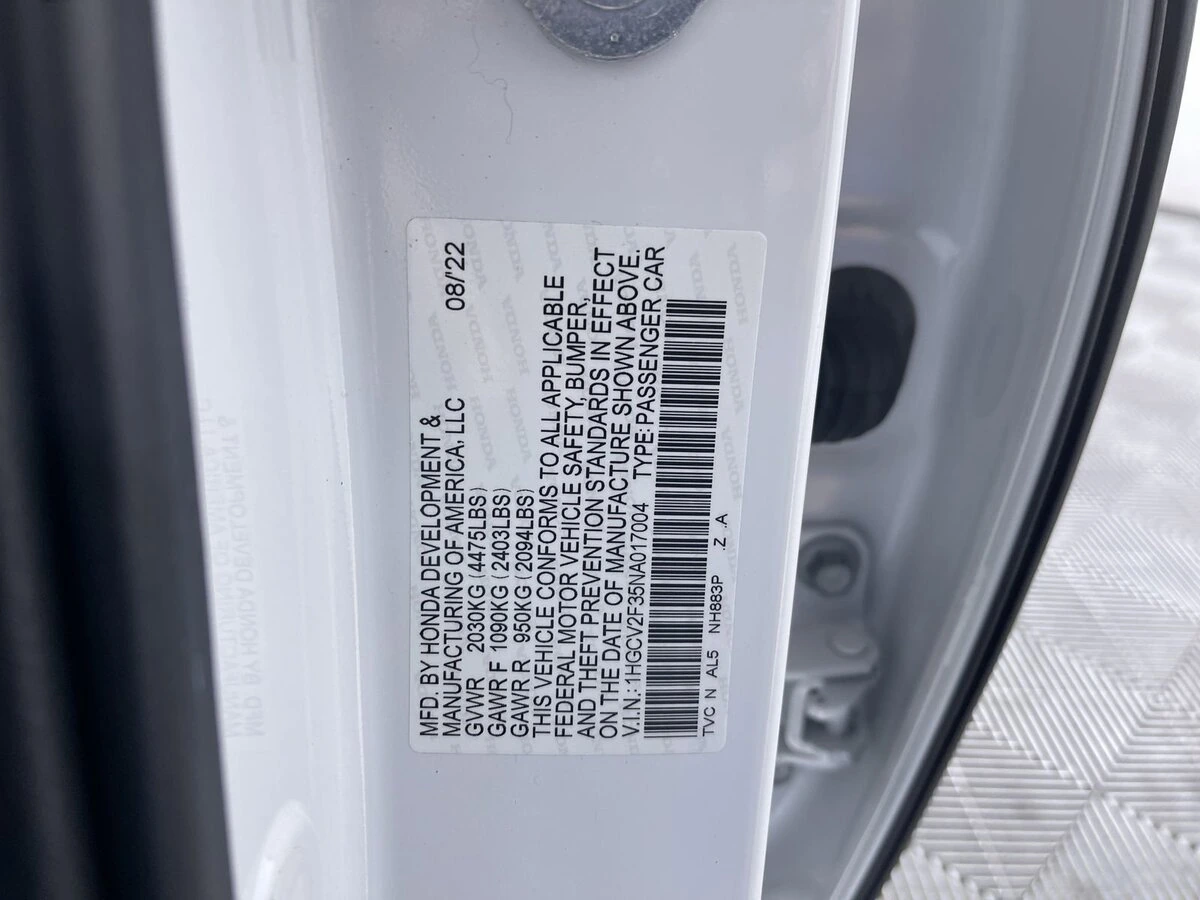 MFD. BY HONDA DEVELOPMENT &
MANUFACTURING OF AMERICA, LLC 08/'22
GVWR 2030KG (4475LBS)
GAWR F 1090KG (2403LBS)
GAWR R 950KG (2094LBS)
THIS VEHICLE CONFORMS TO ALL APPLICABLE
FEDERAL MOTOR VEHICLE SAFETY, BUMPER,
AND THEFT PREVENTION STANDARDS IN EFFECT
ON THE DATE OF MANUFACTURE SHOWN ABOVE.
V.I.N.: 1HGCV2F35NA017004 TYPE: PASSENGER CAR
TVC N AL5 NH883P .Z .A